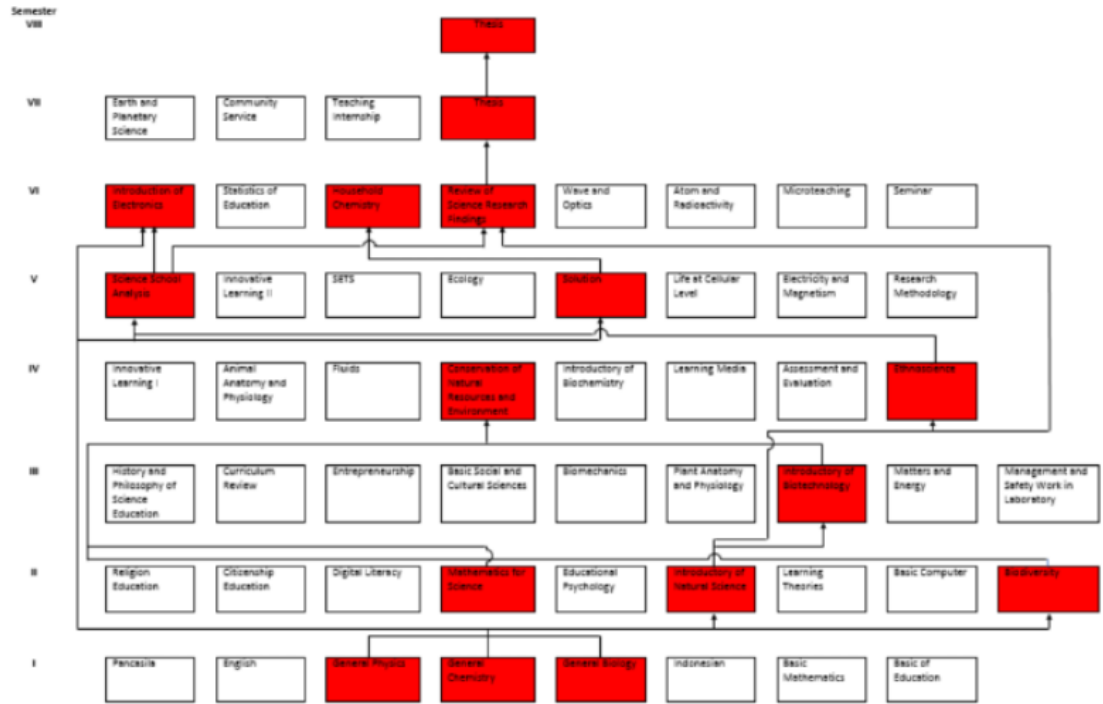 Semester
VIII
Thesis
VII
Earth and
Planetary
Science
Community
Service
Teaching
Internship
Thesis
VI
Introduction of
Electronics
Statistics of
Education
Household
Chemistry
Review of
Science Research
Findings
Wave and
Optics
Atom and
Radioactivity
Microteaching
Seminar
V
Science School
Analysis
Innovative
Learning II
SETS
Ecology
Solution
Life at Cellular
Level
Electricity and
Magnetism
Research
Methodology
IV
Innovative
Learning I
Animal
Anatomy and
Physiology
Fluids
Conservation of
Natural
Resources and
Environment
Introductory of
Biochemistry
Learning Media
Assessment and
Evaluation
Ethnoscience
III
History and
Philosophy of
Science
Education
Curriculum
Review
Entrepreneurship
Basic Social and
Cultural Sciences
Biomechanics
Plant Anatomy
and Physiology
Introductory of
Biotechnology
Matters and
Energy
Management and
Safety Work in
Laboratory
II
Religion
Education
Citizenship
Education
Digital Literacy
Mathematics for
Science
Educational
Psychology
Introductory of
Natural Science
Learning
Theories
Basic Computer
Biodiversity
I
Pancasila
English
General Physics
General
Chemistry
General Biology
Indonesian
Basic
Mathematics
Basic of
Education